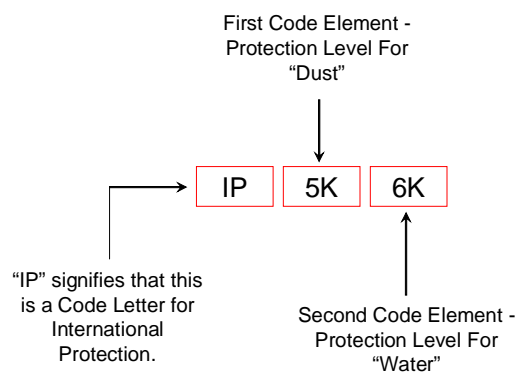 First Code Element -
Protection Level For
“Dust”
IP 5K 6K
“IP” signifies that this
is a Code Letter for
International
Protection.
Second Code Element -
Protection Level For
“Water”